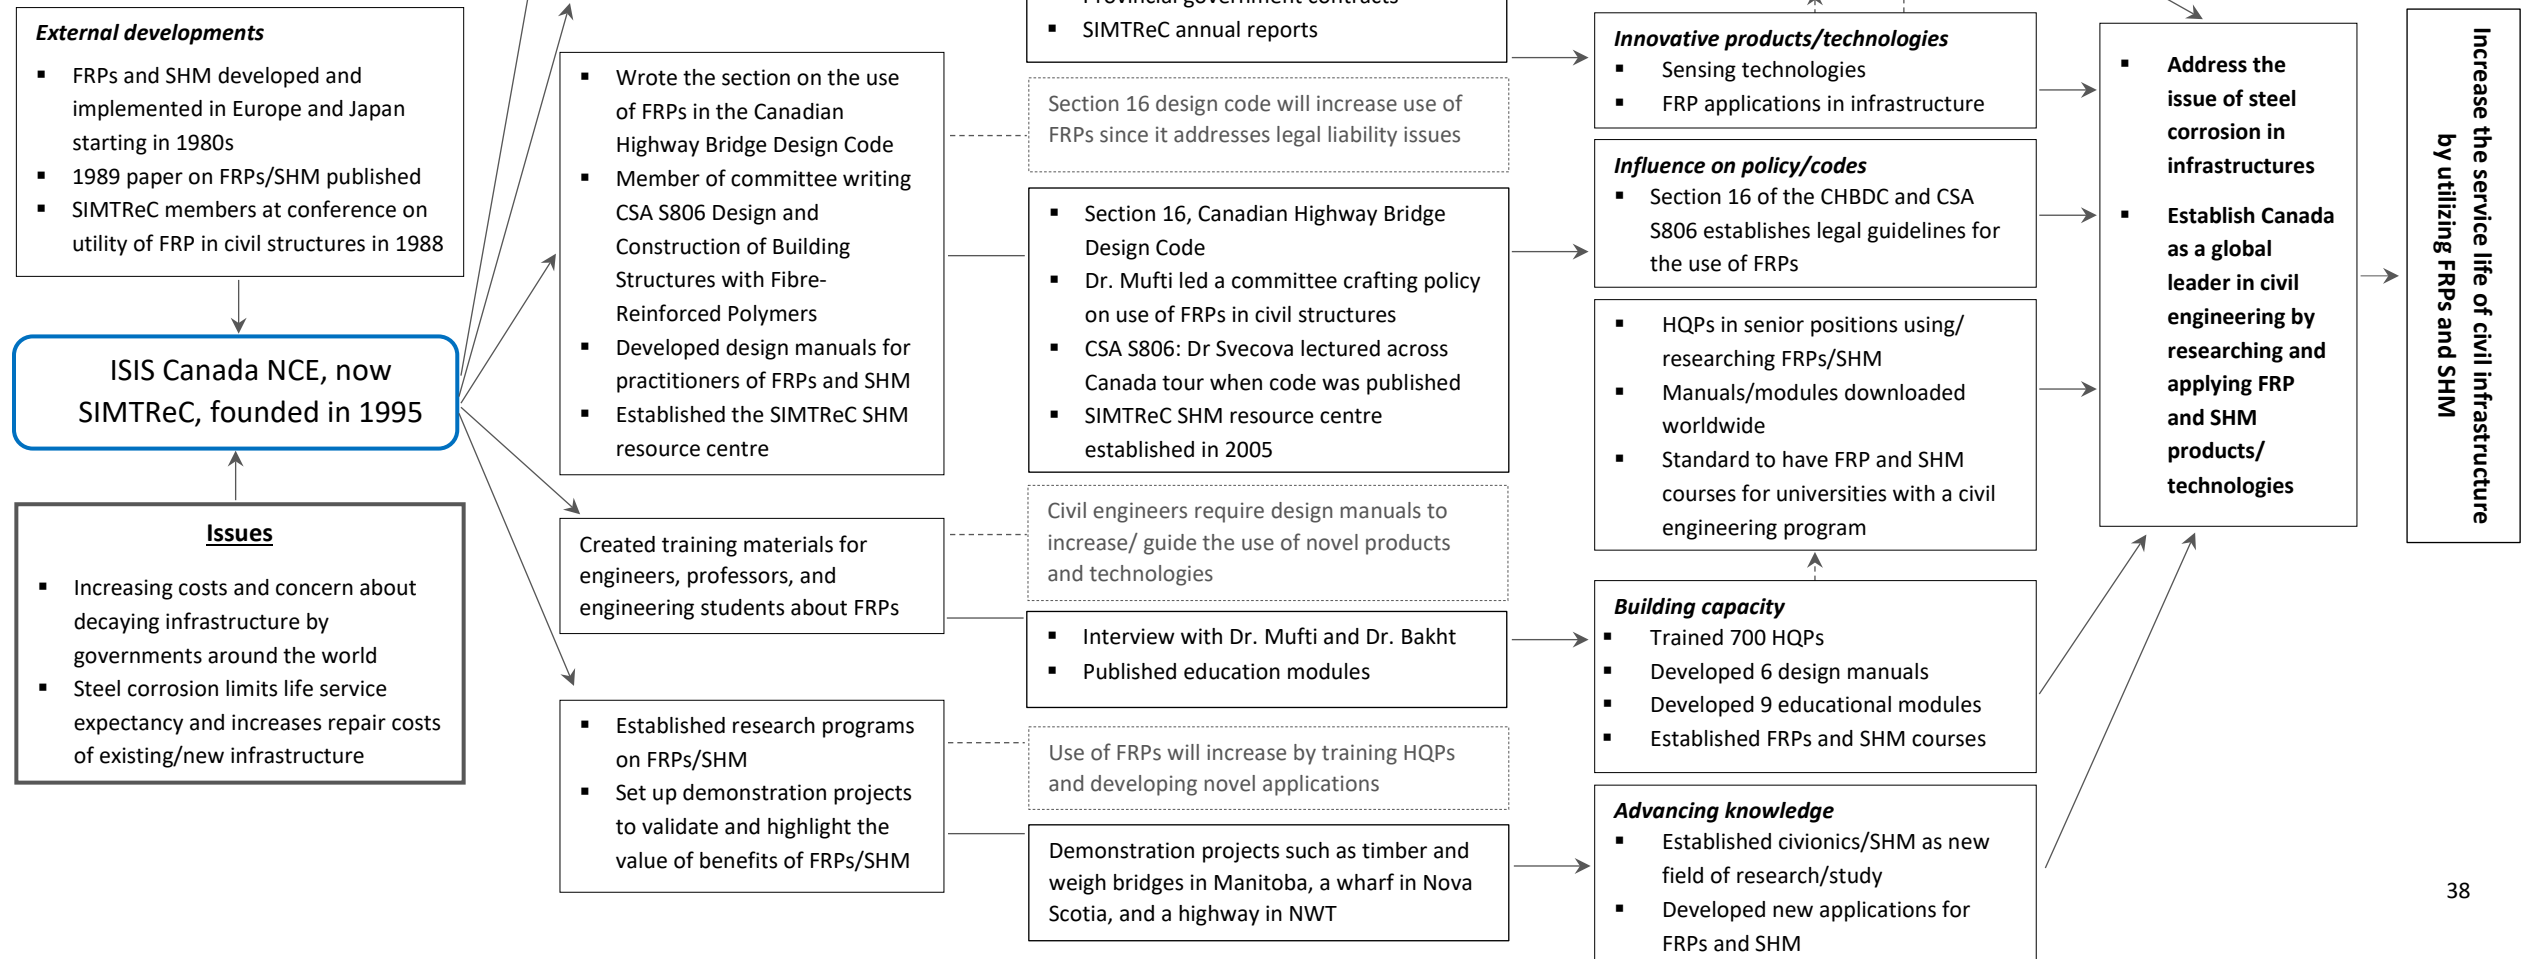 External developments
▪ FRPs and SHM developed and
implemented in Europe and Japan
starting in 1980s
▪ 1989 paper on FRPs/SHM published
▪ SIMTReC members at conference on
utility of FRP in civil structures in 1988
ISIS Canada NCE, now
SIMTReC, founded in 1995
Issues
▪ Increasing costs and concern about
decaying infrastructure by
governments around the world
▪ Steel corrosion limits life service
expectancy and increases repair costs
of existing/new infrastructure
▪ Wrote the section on the use
of FRPs in the Canadian
Highway Bridge Design Code
▪ Member of committee writing
CSA S806 Design and
Construction of Building
Structures with Fibre-
Reinforced Polymers
▪ Developed design manuals for
practitioners of FRPs and SHM
▪ Established the SIMTReC SHM
resource centre
Created training materials for
engineers, professors, and
engineering students about FRPs
▪ Established research programs
on FRPs/SHM
▪ Set up demonstration projects
to validate and highlight the
value of benefits of FRPs/SHM
Provincial government contracts
▪ SIMTReC annual reports
Section 16 design code will increase use of
FRPs since it addresses legal liability issues
▪ Section 16, Canadian Highway Bridge
Design Code
▪ Dr. Mufti led a committee crafting policy
on use of FRPs in civil structures
▪ CSA S806: Dr Svecova lectured across
Canada tour when code was published
▪ SIMTReC SHM resource centre
established in 2005
Civil engineers require design manuals to
increase/ guide the use of novel products
and technologies
▪ Interview with Dr. Mufti and Dr. Bakht
▪ Published education modules
Use of FRPs will increase by training HQPs
and developing novel applications
Demonstration projects such as timber and
weigh bridges in Manitoba, a wharf in Nova
Scotia, and a highway in NWT
Innovative products/technologies
▪ Sensing technologies
▪ FRP applications in infrastructure
Influence on policy/codes
▪ Section 16 of the CHBDC and CSA
S806 establishes legal guidelines for
the use of FRPs
▪ HQPs in senior positions using/
researching FRPs/SHM
▪ Manuals/modules downloaded
worldwide
▪ Standard to have FRP and SHM
courses for universities with a civil
engineering program
Building capacity
▪ Trained 700 HQPs
▪ Developed 6 design manuals
▪ Developed 9 educational modules
▪ Established FRPs and SHM courses
Advancing knowledge
▪ Established civionics/SHM as new
field of research/study
▪ Developed new applications for
FRPs and SHM
▪ Address the
issue of steel
corrosion in
infrastructures
▪ Establish Canada
as a global
leader in civil
engineering by
researching and
applying FRP
and SHM
products/
technologies
Increase the service life of civil infrastructure
by utilizing FRPs and SHM
38